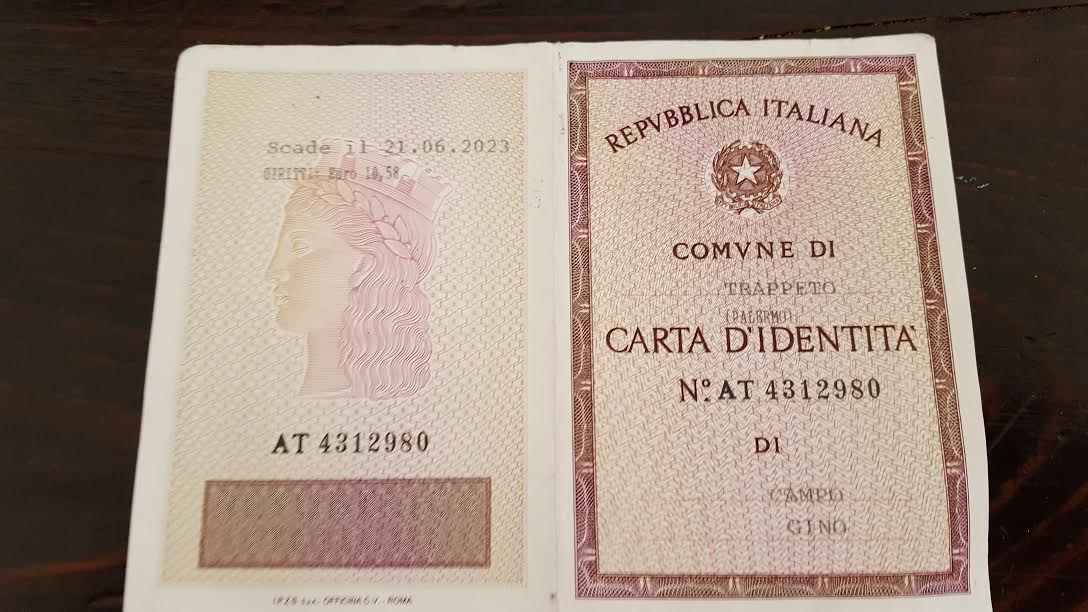 Scade il 21.06.2023
DIRITTI: Euro 10,58
AT 4312980
I.P.Z.S. S.p.A. - OFFICINA C.V. - ROMA
REPVBBLICA ITALIANA
COMVNE DI
TRAPPETO
(PALERMO)
CARTA D'IDENTITA'
N° AT 4312980
DI
CAMPO
GINO